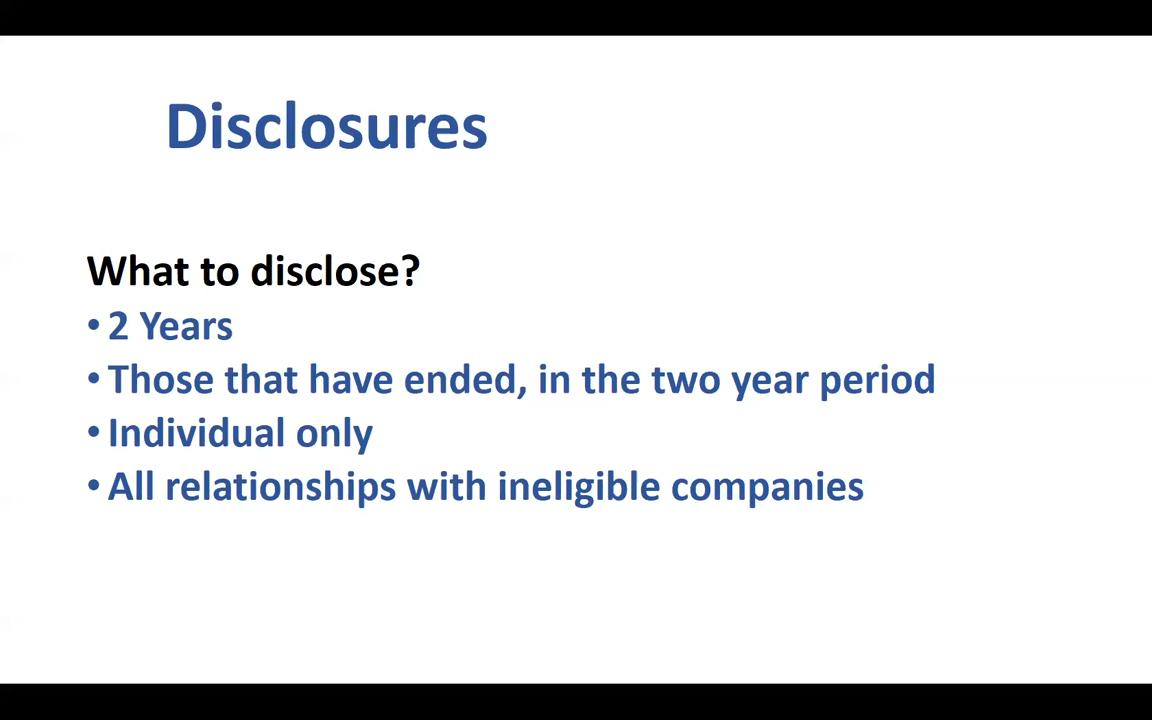 Disclosures
What to disclose?
• 2 Years
• Those that have ended, in the two year period
• Individual only
• All relationships with ineligible companies